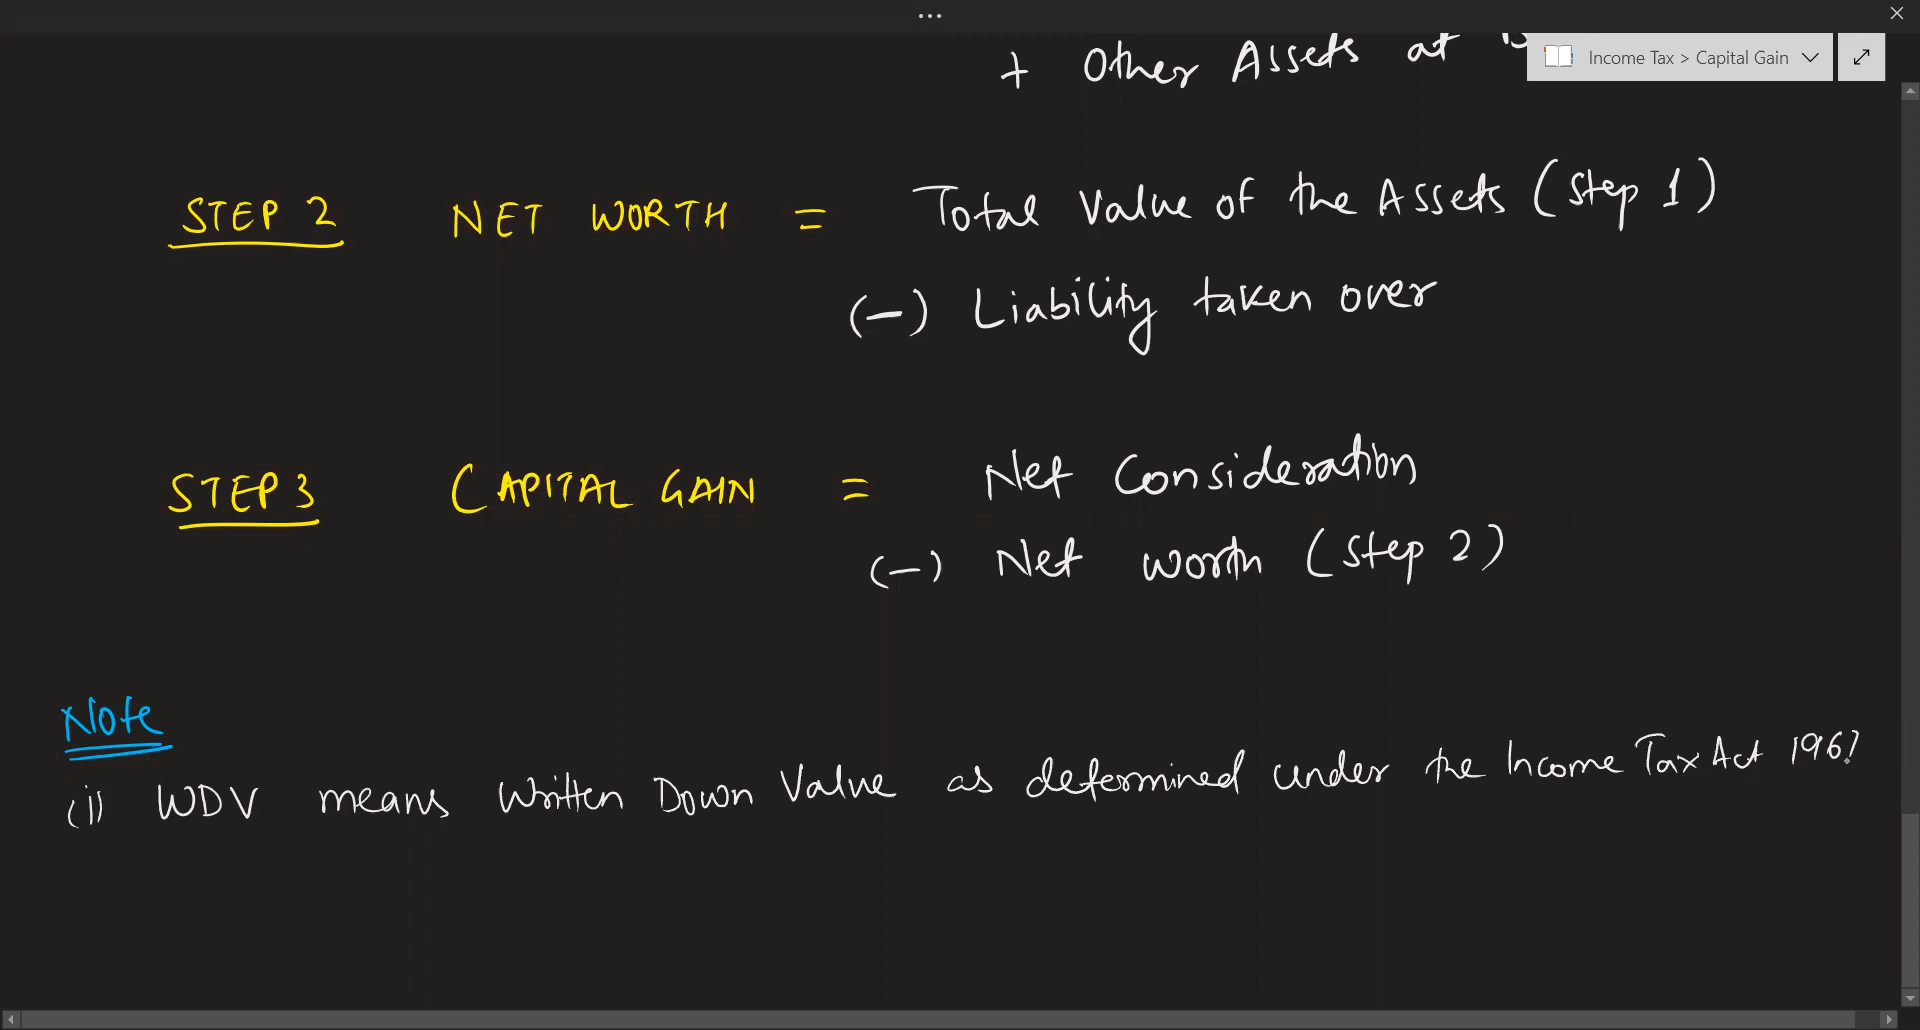 Income Tax > Capital Gain
+ Other Assets at
STEP 2 NET WORTH = Total Value of the Assets (Step 1)
(-) Liability taken over
STEP 3 CAPITAL GAIN = Net Consideration
(-) Net worth (Step 2)
Note
(i) WDV means Written Down Value as determined under the Income Tax Act